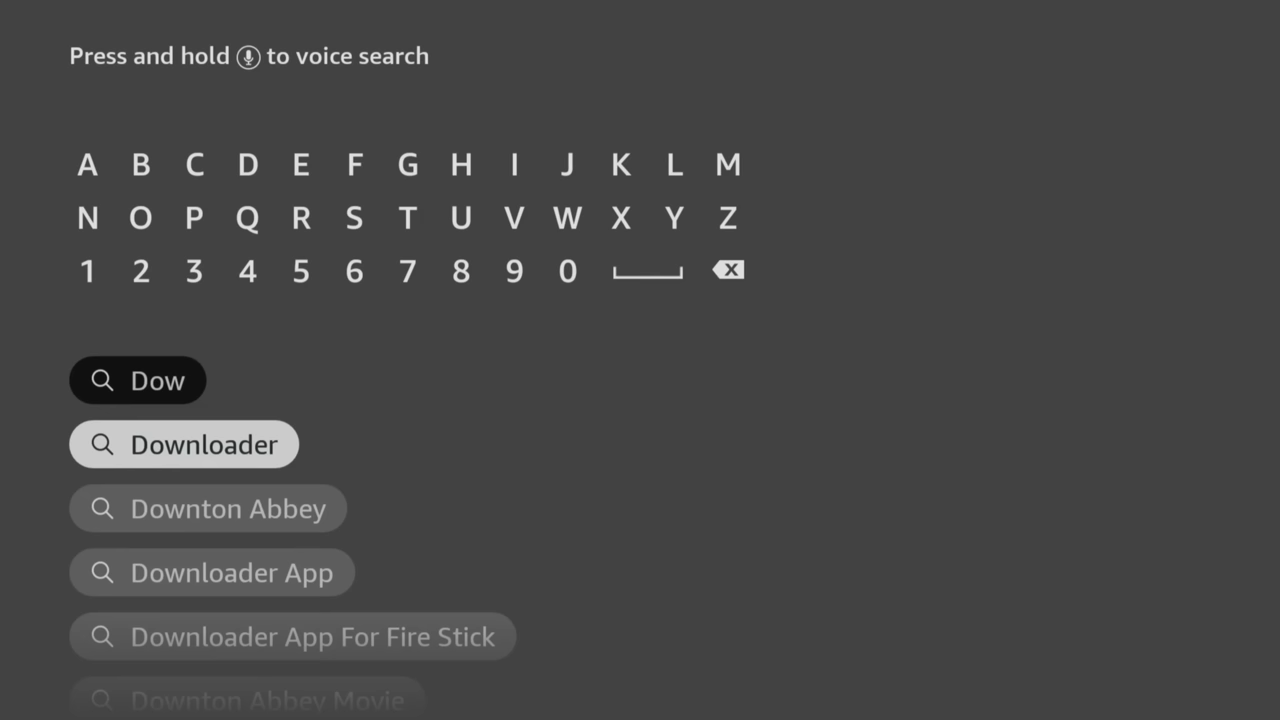 Press and hold to voice search
A B C D E F G H I J K L M
N O P Q R S T U V W X Y Z
1 2 3 4 5 6 7 8 9 0
Dow
Downloader
Downton Abbey
Downloader App
Downloader App For Fire Stick
Downton Abbey Movie